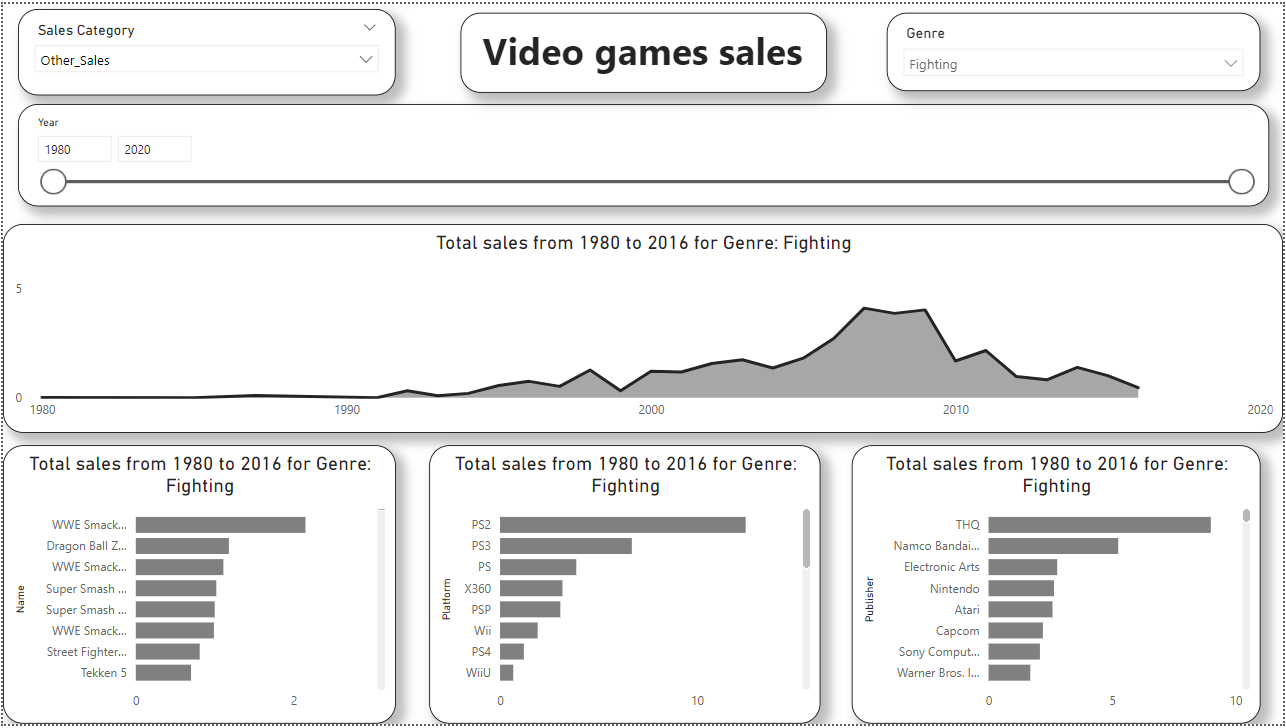 Sales Category
Other_Sales
Video games sales
Genre
Fighting
Year
1980 2020
Total sales from 1980 to 2016 for Genre: Fighting
5
0
1980 1990 2000 2010 2020
Total sales from 1980 to 2016 for Genre:
Fighting
Name
WWE Smack...
Dragon Ball Z...
WWE Smack...
Super Smash ...
Super Smash ...
WWE Smack...
Street Fighter...
Tekken 5
0 2
Total sales from 1980 to 2016 for Genre:
Fighting
Platform
PS2
PS3
PS
X360
PSP
Wii
PS4
WiiU
0 10
Total sales from 1980 to 2016 for Genre:
Fighting
Publisher
THQ
Namco Bandai...
Electronic Arts
Nintendo
Atari
Capcom
Sony Comput...
Warner Bros. I...
0 5 10